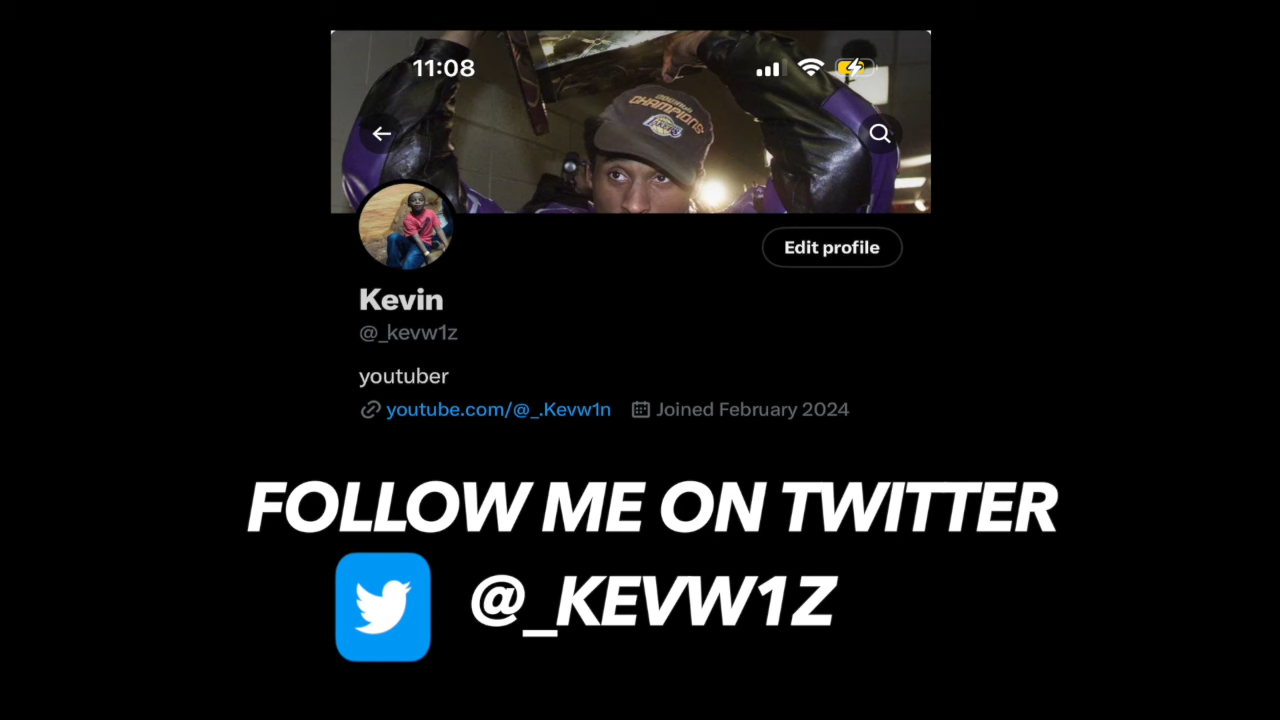 11:08
CHAMPIONS
LAKERS
Edit profile
Kevin
@_kevw1z
youtuber
youtube.com/@_.Kevw1n Joined February 2024
FOLLOW ME ON TWITTER
@_KEVW1Z